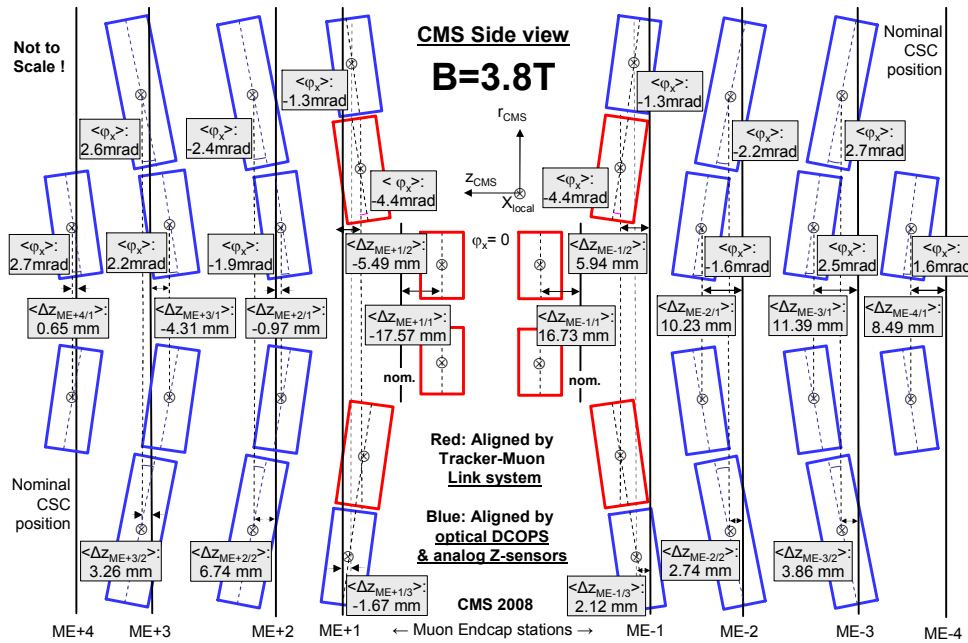 Not to
Scale !
CMS Side view
B=3.8T
Nominal
CSC
position
<φx>:
-1.3mrad
<φx>:
-1.3mrad
<φx>:
2.6mrad
<φx>:
-2.4mrad
<φx>:
-2.2mrad
<φx>:
2.7mrad
rCMS
zCMS
Xlocal
< φx>:
-4.4mrad
<φx>:
-4.4mrad
<φx>:
2.7mrad
<φx>:
2.2mrad
<φx>:
-1.9mrad
φx= 0
<φx>:
-1.6mrad
<φx>:
2.5mrad
<φx>:
1.6mrad
<ΔzME+1/2>:
-5.49 mm
<ΔzME-1/2>:
5.94 mm
<ΔzME+4/1>:
0.65 mm
<ΔzME+3/1>:
-4.31 mm
<ΔzME+2/1>:
-0.97 mm
<ΔzME+1/1>:
-17.57 mm
<ΔzME-1/1>:
16.73 mm
<ΔzME-2/1>:
10.23 mm
<ΔzME-3/1>:
11.39 mm
<ΔzME-4/1>:
8.49 mm
nom.
nom.
Red: Aligned by
Tracker-Muon
Link system
Nominal
CSC
position
Blue: Aligned by
optical DCOPS
& analog Z-sensors
<ΔzME+3/2>:
3.26 mm
<ΔzME+2/2>:
6.74 mm
<ΔzME-2/2>:
2.74 mm
<ΔzME-3/2>:
3.86 mm
<ΔzME+1/3>:
-1.67 mm
CMS 2008
<ΔzME-1/3>:
2.12 mm
ME+4 ME+3 ME+2 ME+1 ← Muon Endcap stations → ME-1 ME-2 ME-3 ME-4